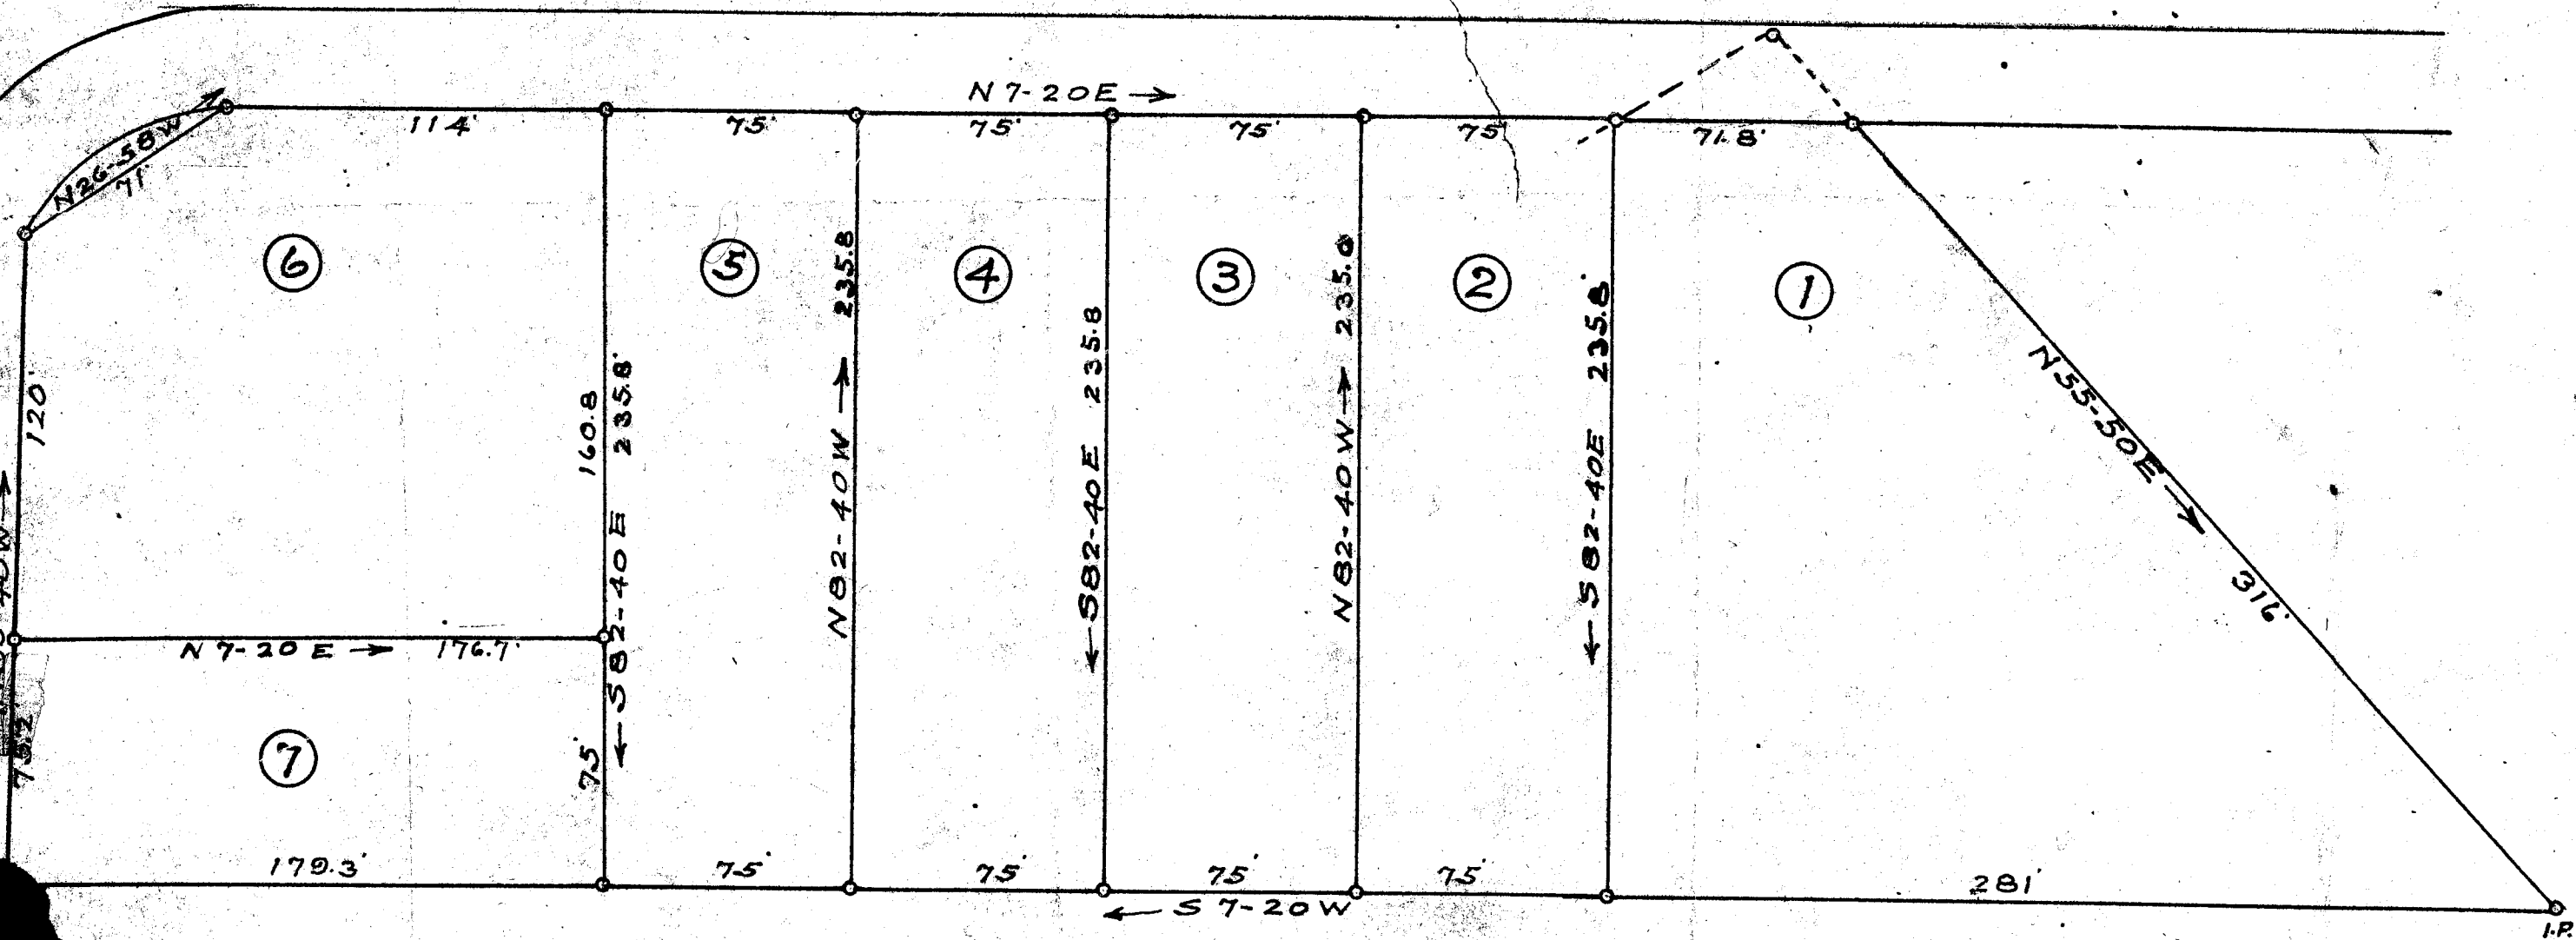 N 7-20E →
114'
75'
75'
75'
75'
71.8'
N26-58W
71'
6
5
4
3
2
1
120'
160.8
S82-40E 235.8'
N82-40W → 235.8
← S82-40E 235.8
N82-40W → 235.8
← S82-40E 235.8'
N55-50E →
316'
N 7-20 E → 176.7'
75.2
7
75'
179.3'
75'
75'
75'
75'
281'
← S 7-20 W
I.P.